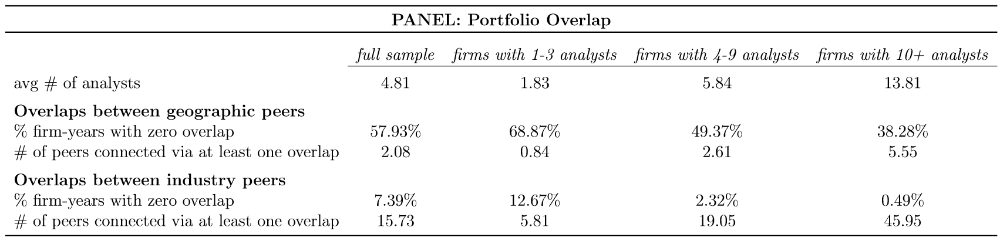 PANEL: Portfolio Overlap
full sample firms with 1-3 analysts firms with 4-9 analysts firms with 10+ analysts
avg # of analysts 4.81 1.83 5.84 13.81
Overlaps between geographic peers
% firm-years with zero overlap 57.93% 68.87% 49.37% 38.28%
# of peers connected via at least one overlap 2.08 0.84 2.61 5.55
Overlaps between industry peers
% firm-years with zero overlap 7.39% 12.67% 2.32% 0.49%
# of peers connected via at least one overlap 15.73 5.81 19.05 45.95